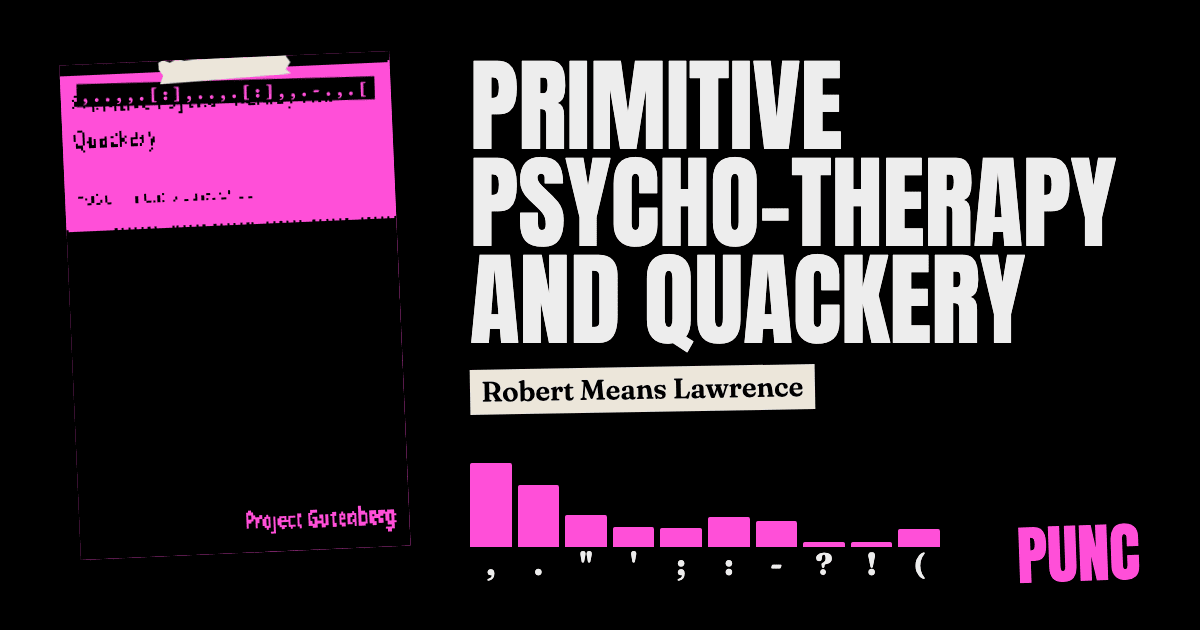 ,.,.,,.[:],.,.,.[:],,.-.,.[
Quackery
Project Gutenberg
PRIMITIVE
PSYCHO-THERAPY
AND QUACKERY
Robert Means Lawrence
, . " ' ; : - ? ! (
PUNC